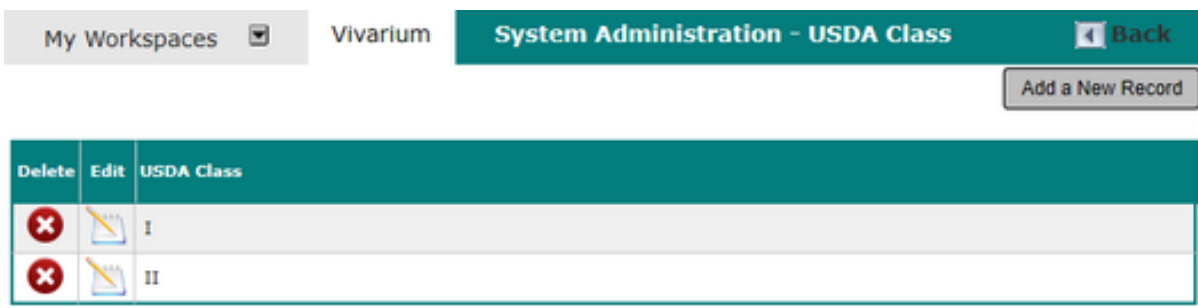 My Workspaces Vivarium System Administration - USDA Class Back
Add a New Record
Delete Edit USDA Class
I
II